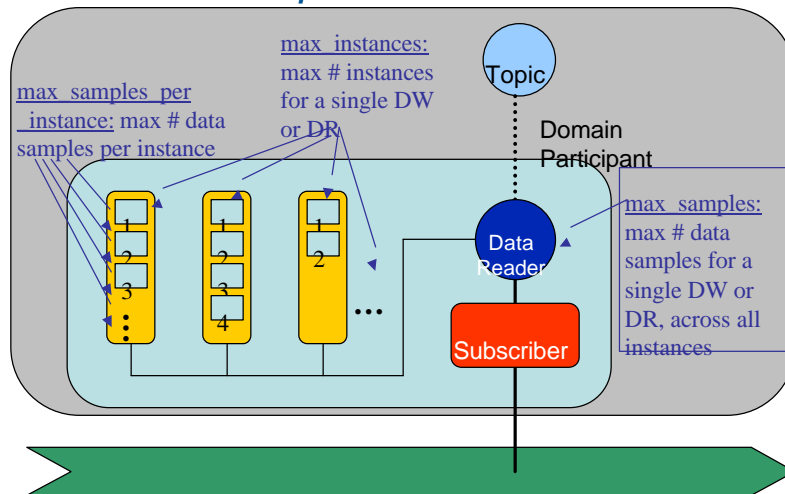 max_instances:
max # instances
for a single DW
or DR
Topic
max_samples_per
_instance: max # data
samples per instance
Domain
Participant
max_samples:
max # data
samples for a
single DW or
DR, across all
instances
1
2
3
1
2
3
4
1
2
...
Data
Reader
Subscriber